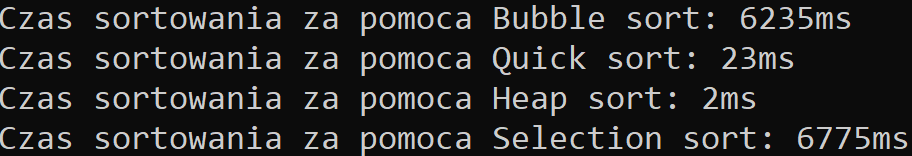 Czas sortowania za pomoca Bubble sort: 6235ms
Czas sortowania za pomoca Quick sort: 23ms
Czas sortowania za pomoca Heap sort: 2ms
Czas sortowania za pomoca Selection sort: 6775ms